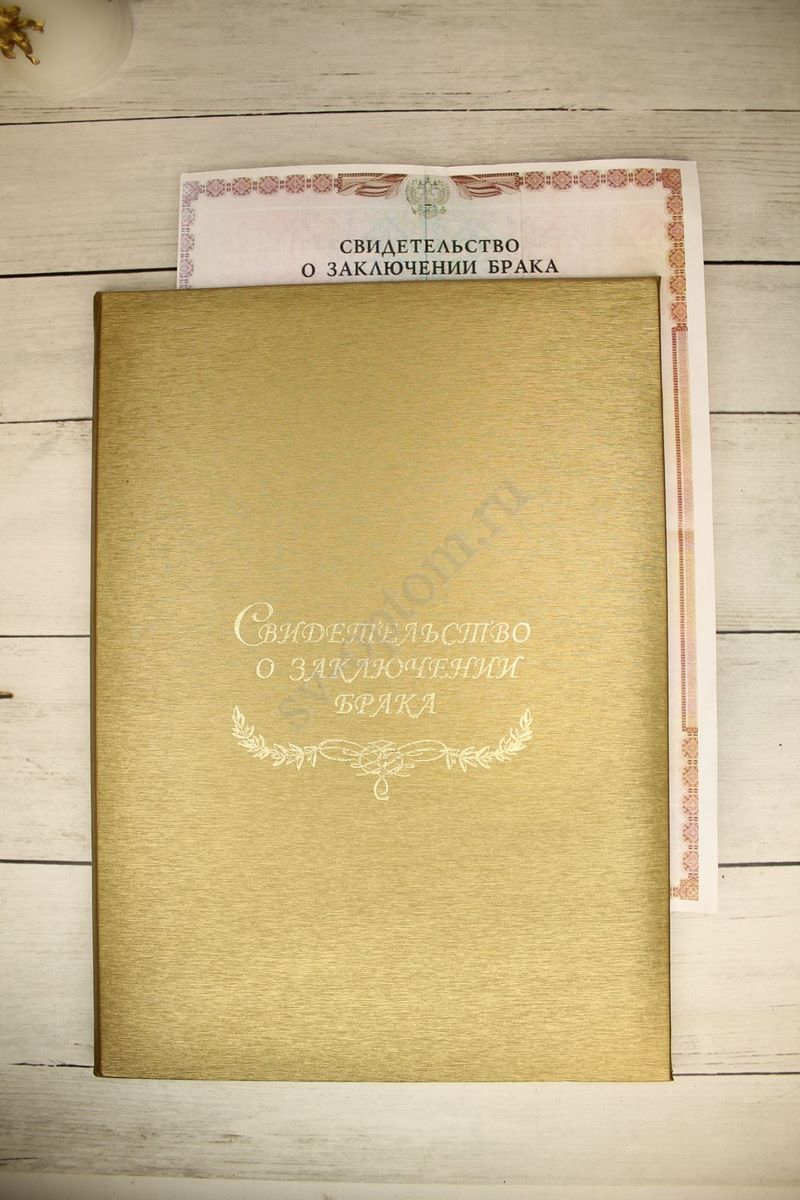 СВИДЕТЕЛЬСТВО
О ЗАКЛЮЧЕНИИ БРАКА
Свидетельство
о заключении
брака